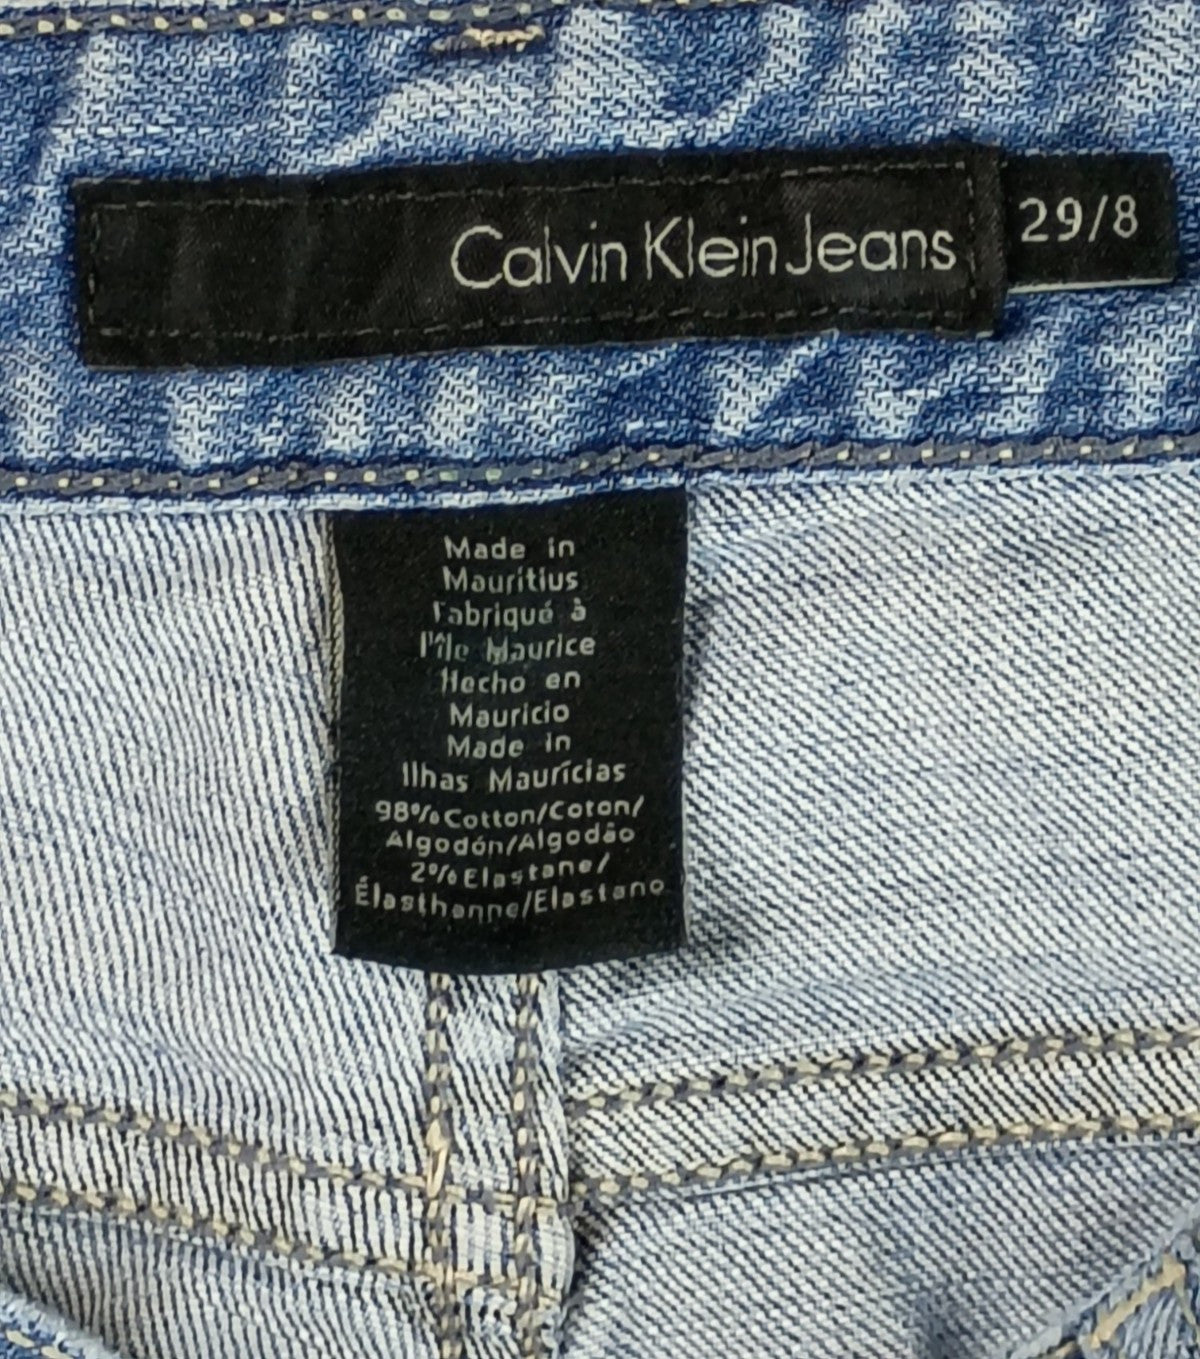 Calvin Klein Jeans
29/8
Made in
Mauritius
Fabriqué à
l'île Maurice
Hecho en
Mauricio
Made in
Ilhas Maurícias
98% Cotton/Coton/
Algodón/Algodão
2% Elastane/
Élasthanne/Elastano